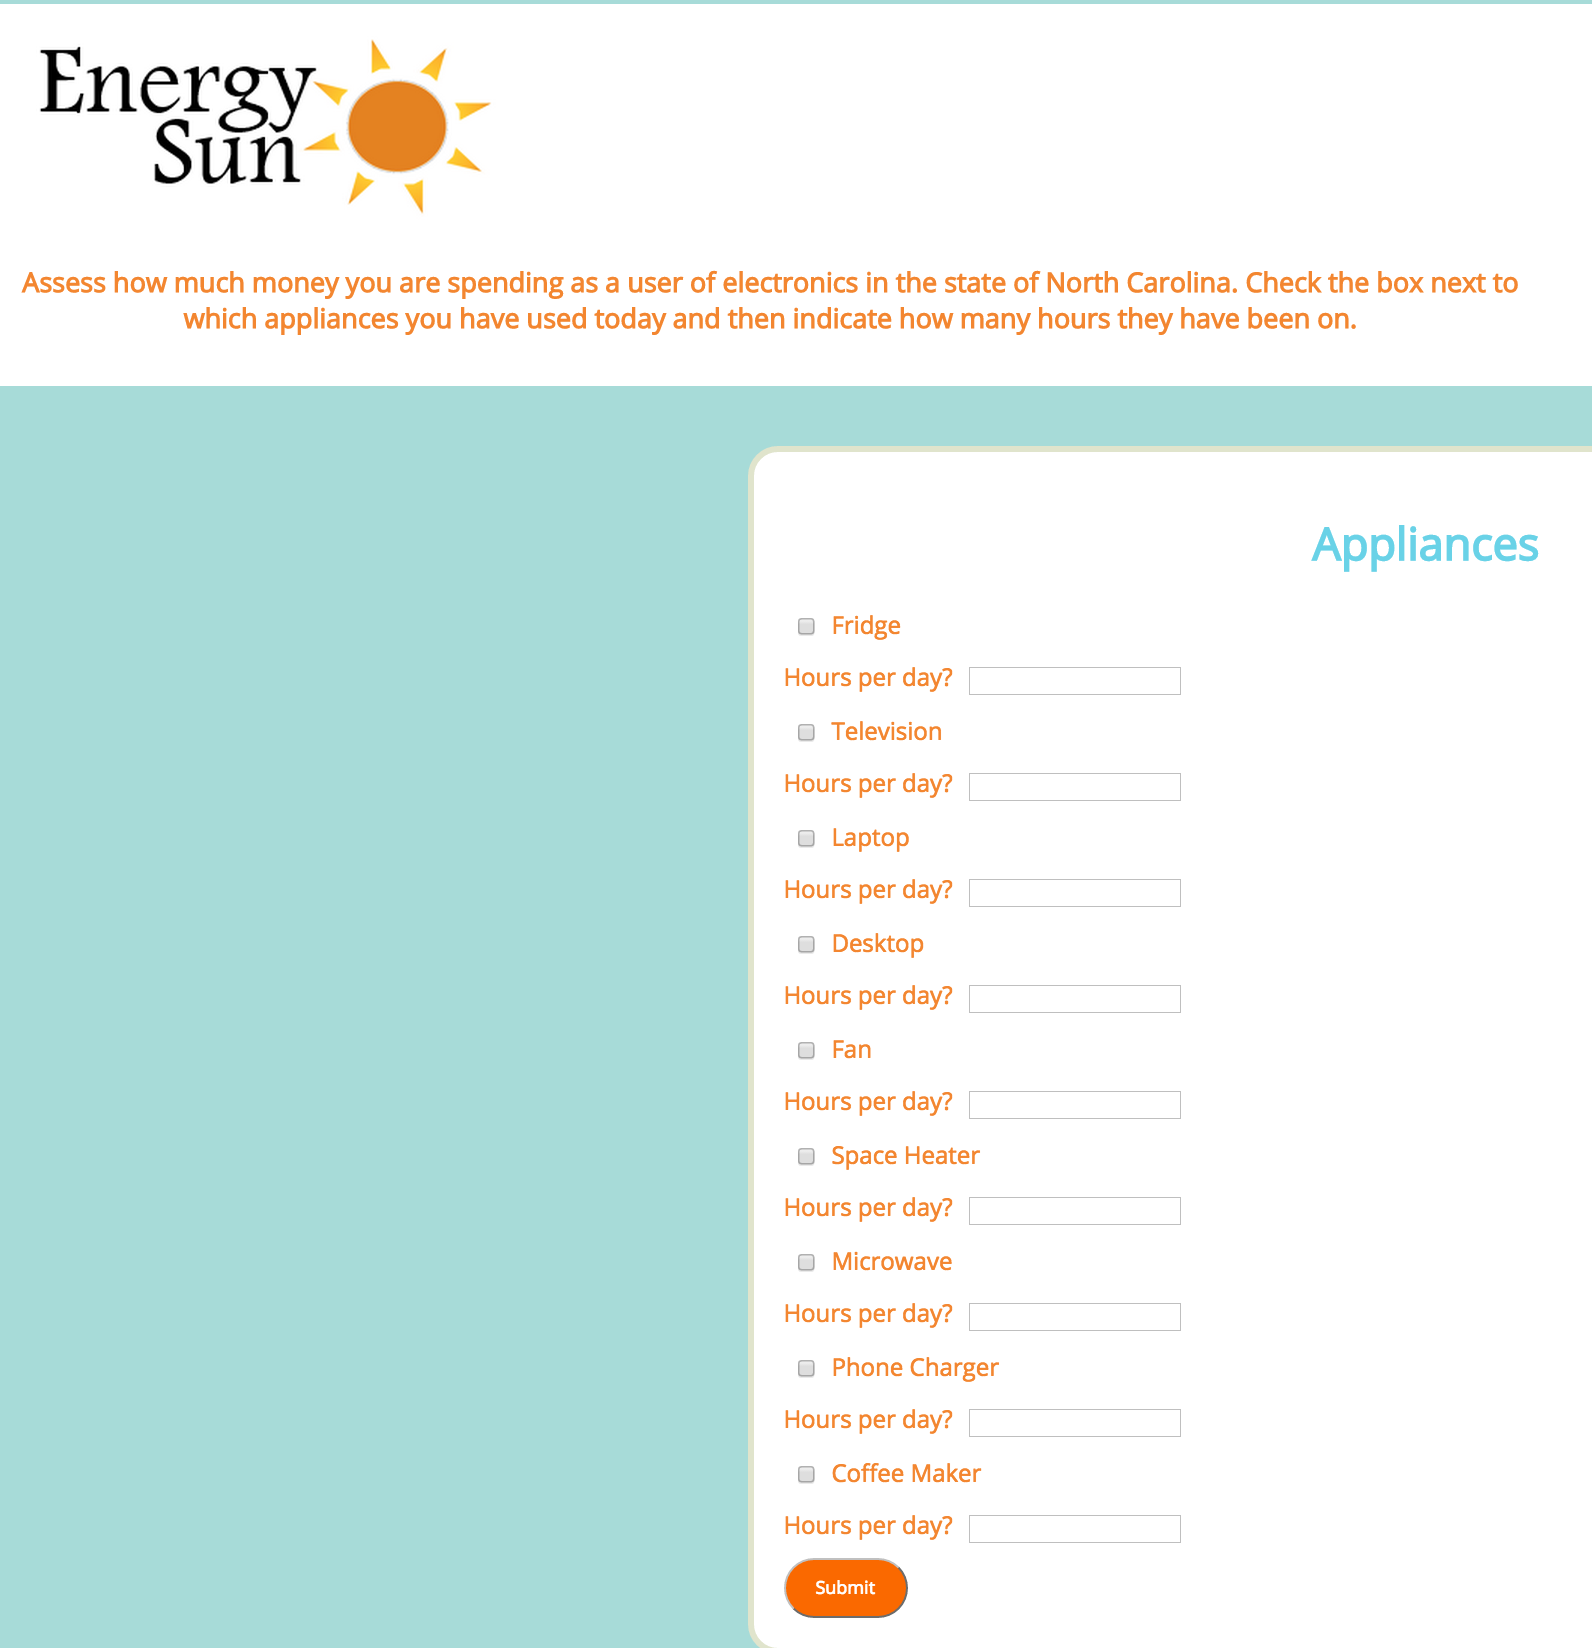 Energy
Sun
Assess how much money you are spending as a user of electronics in the state of North Carolina. Check the box next to
which appliances you have used today and then indicate how many hours they have been on.
Appliances
Fridge
Hours per day?
Television
Hours per day?
Laptop
Hours per day?
Desktop
Hours per day?
Fan
Hours per day?
Space Heater
Hours per day?
Microwave
Hours per day?
Phone Charger
Hours per day?
Coffee Maker
Hours per day?
Submit